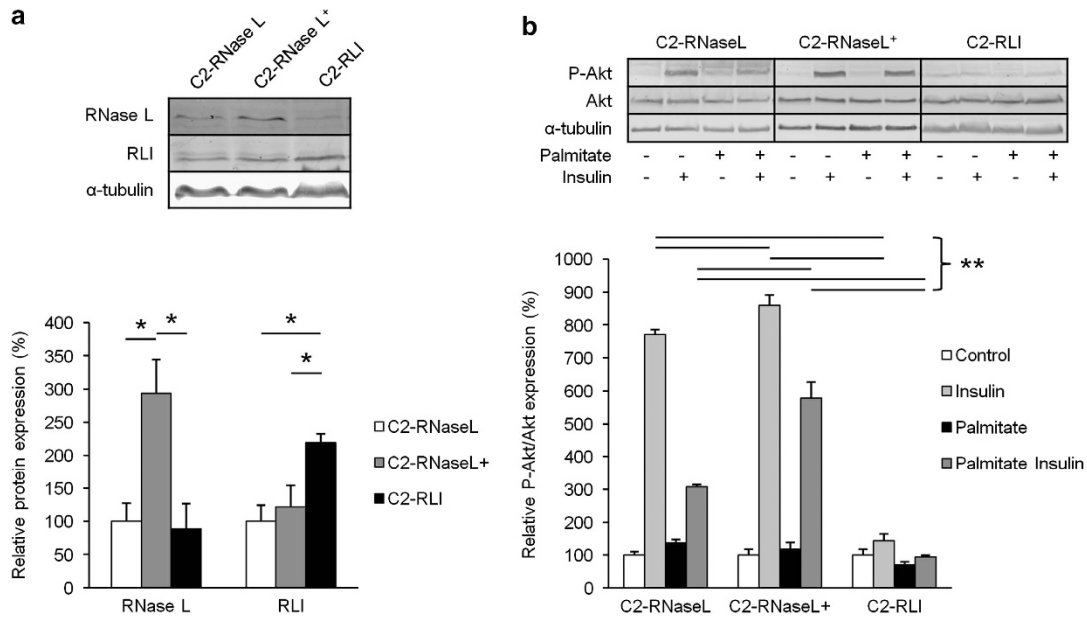 a
C2-RNase L
C2-RNase L+
C2-RLI
RNase L
RLI
α-tubulin
Relative protein expression (%)
400
350
300
250
200
150
100
50
0
*
*
*
*
RNase L
RLI
C2-RNaseL
C2-RNaseL+
C2-RLI
b
C2-RNaseL C2-RNaseL+ C2-RLI
P-Akt
Akt
α-tubulin
Palmitate - - + + - - + + - - + +
Insulin - + - + - + - + - + - +
**
Relative P-Akt/Akt expression (%)
1000
900
800
700
600
500
400
300
200
100
0
C2-RNaseL C2-RNaseL+ C2-RLI
Control
Insulin
Palmitate
Palmitate Insulin